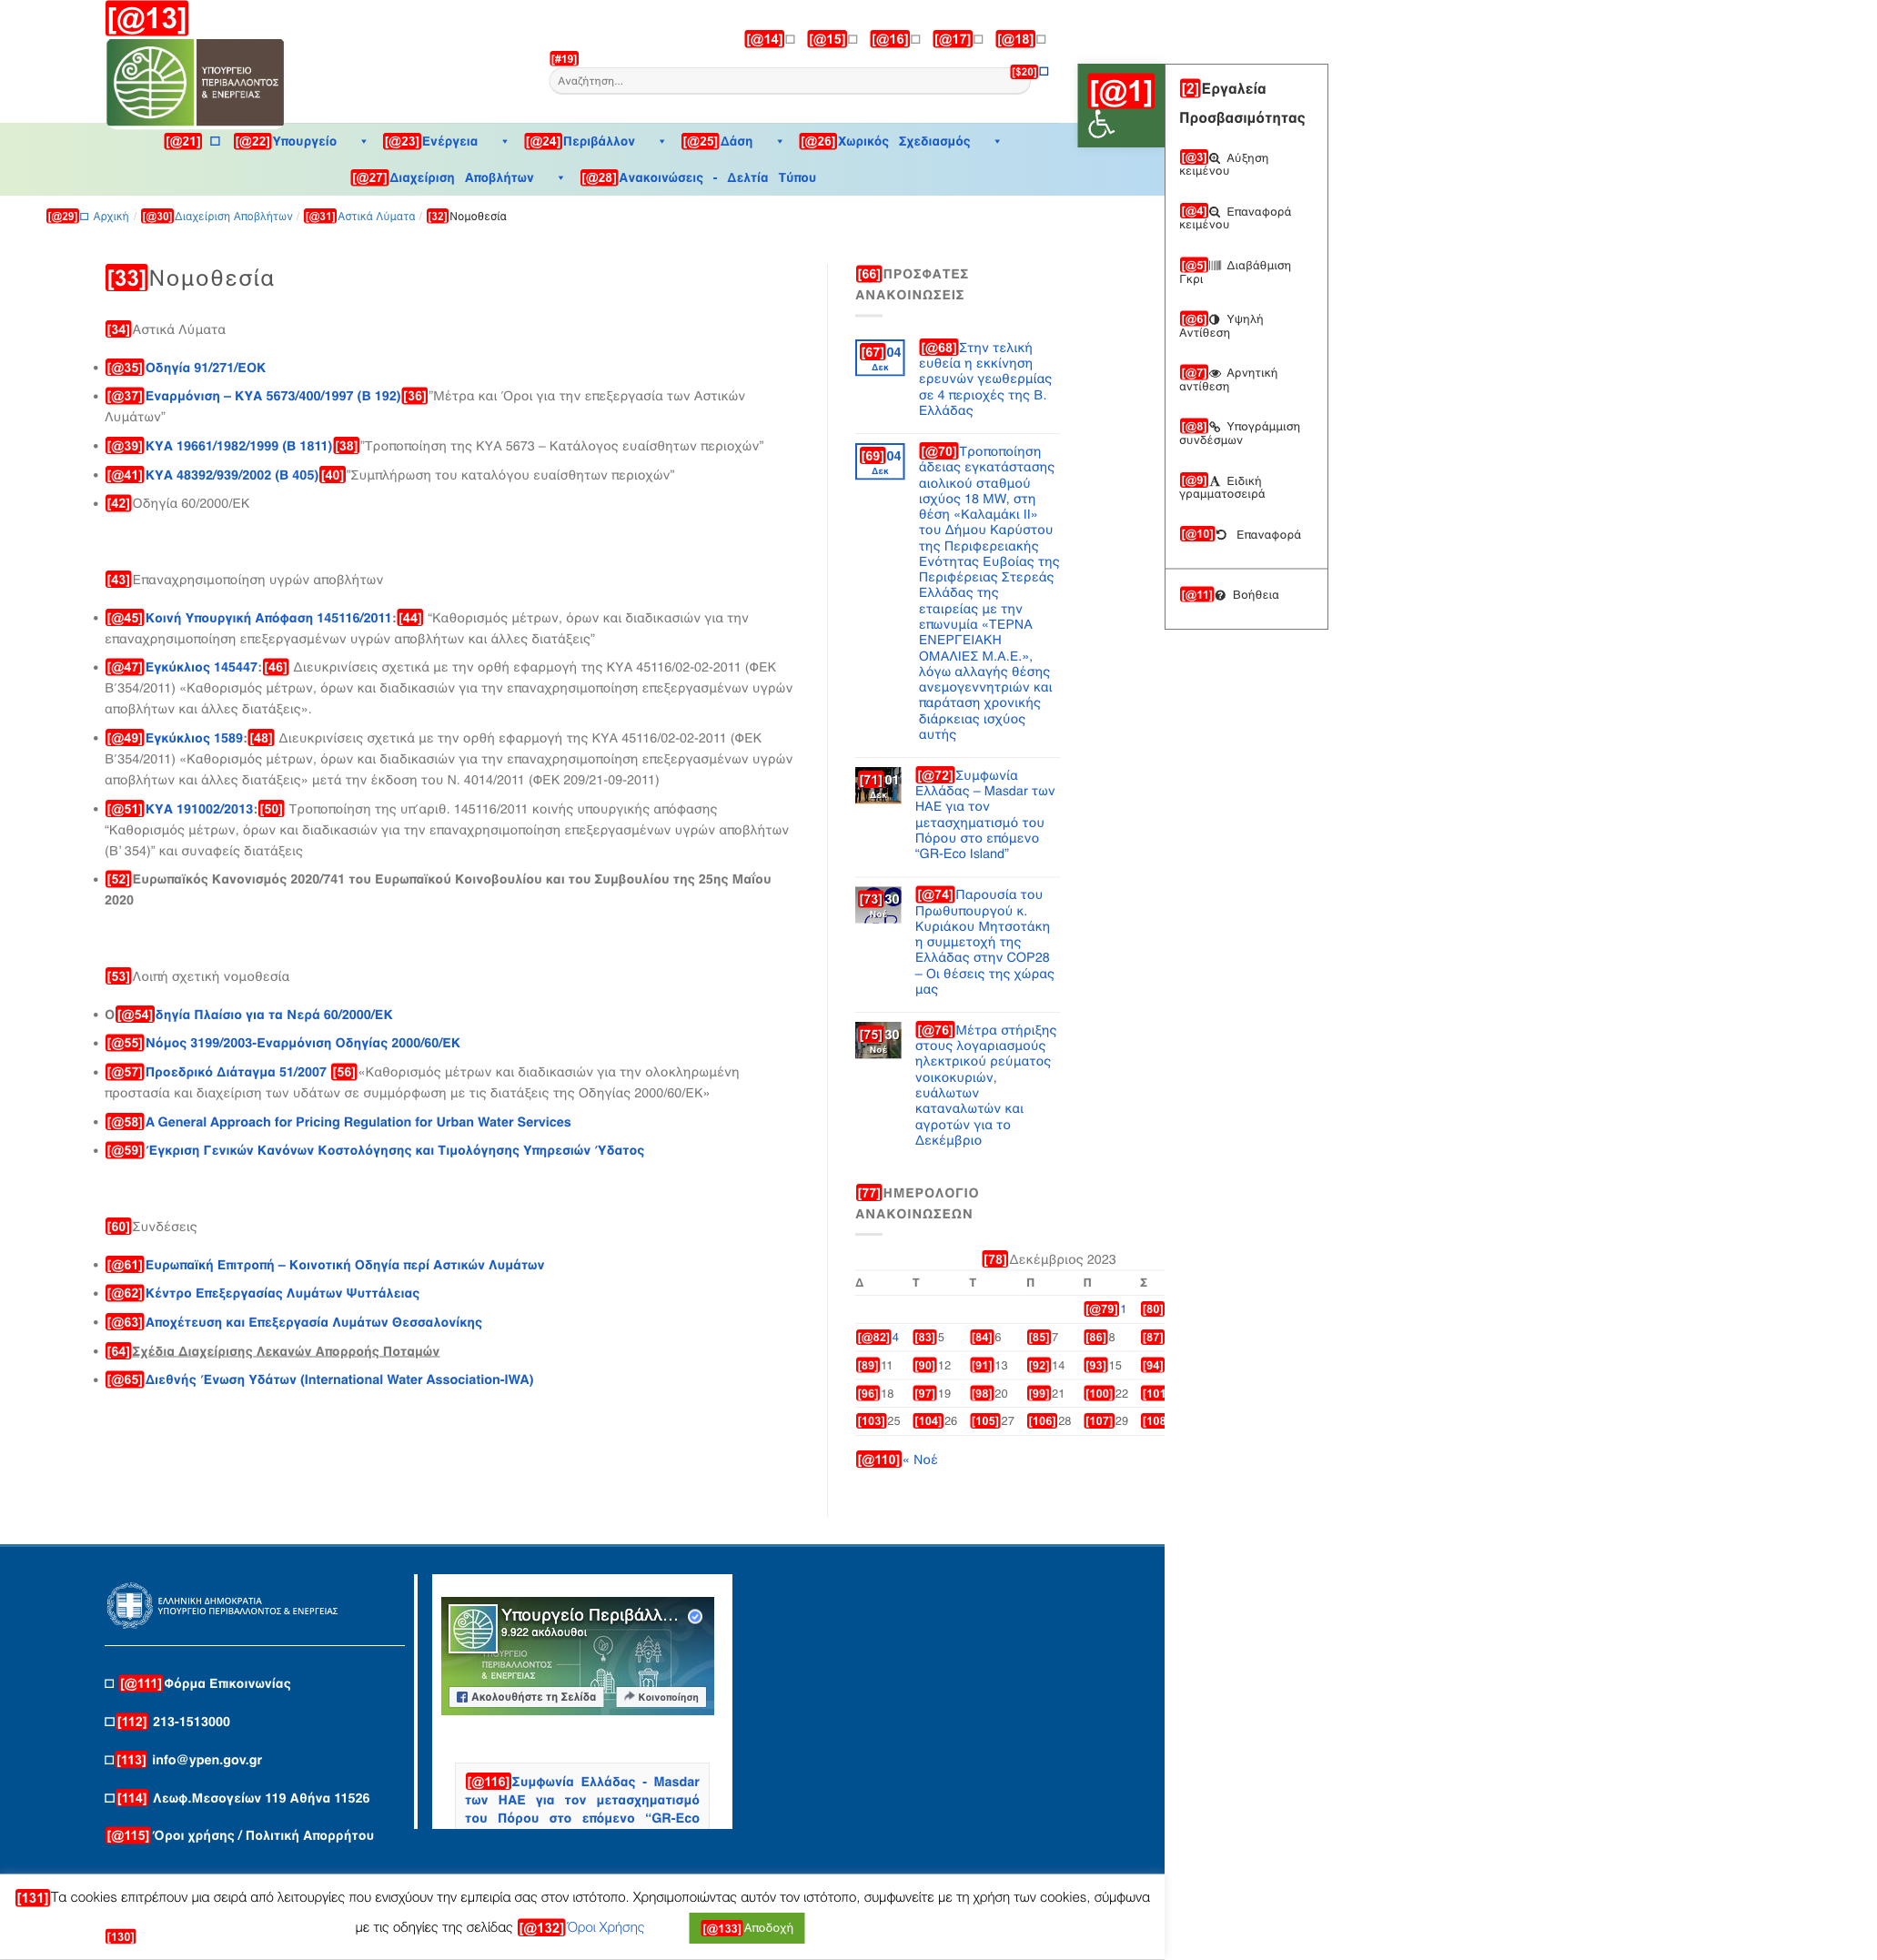 [@13]
ΥΠΟΥΡΓΕΙΟ
ΠΕΡΙΒΑΛΛΟΝΤΟΣ
& ΕΝΕΡΓΕΙΑΣ
[@14] [@15] [@16] [@17] [@18]
[#19]
Αναζήτηση...
[$20]
[@21] [@22]Υπουργείο [@23]Ενέργεια [@24]Περιβάλλον [@25]Δάση [@26]Χωρικός Σχεδιασμός
[@27]Διαχείριση Αποβλήτων [@28]Ανακοινώσεις - Δελτία Τύπου
[@29] Αρχική / [@30]Διαχείριση Αποβλήτων / [@31]Αστικά Λύματα / [32]Νομοθεσία
[@1]
[2]Εργαλεία
Προσβασιμότητας
[@3] Αύξηση
κειμένου
[@4] Επαναφορά
κειμένου
[@5] Διαβάθμιση
Γκρι
[@6] Υψηλή
Αντίθεση
[@7] Αρνητική
αντίθεση
[@8] Υπογράμμιση
συνδέσμων
[@9] Ειδική
γραμματοσειρά
[@10] Επαναφορά
[@11] Βοήθεια
[33]Νομοθεσία
[34]Αστικά Λύματα
• [@35]Οδηγία 91/271/ΕΟΚ
• [@37]Εναρμόνιση – ΚΥΑ 5673/400/1997 (Β 192)[36]”Μέτρα και Όροι για την επεξεργασία των Αστικών
Λυμάτων”
• [@39]ΚΥΑ 19661/1982/1999 (Β 1811)[38]”Τροποποίηση της ΚΥΑ 5673 – Κατάλογος ευαίσθητων περιοχών”
• [@41]ΚΥΑ 48392/939/2002 (Β 405)[40]”Συμπλήρωση του καταλόγου ευαίσθητων περιοχών”
• [42]Οδηγία 60/2000/ΕΚ
[43]Επαναχρησιμοποίηση υγρών αποβλήτων
• [@45]Κοινή Υπουργική Απόφαση 145116/2011:[44] “Καθορισμός μέτρων, όρων και διαδικασιών για την
επαναχρησιμοποίηση επεξεργασμένων υγρών αποβλήτων και άλλες διατάξεις”
• [@47]Εγκύκλιος 145447:[46] Διευκρινίσεις σχετικά με την ορθή εφαρμογή της ΚΥΑ 45116/02-02-2011 (ΦΕΚ
Β΄354/2011) «Καθορισμός μέτρων, όρων και διαδικασιών για την επαναχρησιμοποίηση επεξεργασμένων υγρών
αποβλήτων και άλλες διατάξεις».
• [@49]Εγκύκλιος 1589:[48] Διευκρινίσεις σχετικά με την ορθή εφαρμογή της ΚΥΑ 45116/02-02-2011 (ΦΕΚ
Β΄354/2011) «Καθορισμός μέτρων, όρων και διαδικασιών για την επαναχρησιμοποίηση επεξεργασμένων υγρών
αποβλήτων και άλλες διατάξεις» μετά την έκδοση του Ν. 4014/2011 (ΦΕΚ 209/21-09-2011)
• [@51]ΚΥΑ 191002/2013:[50] Τροποποίηση της υπ΄αριθ. 145116/2011 κοινής υπουργικής απόφασης
“Καθορισμός μέτρων, όρων και διαδικασιών για την επαναχρησιμοποίηση επεξεργασμένων υγρών αποβλήτων
(Β’ 354)” και συναφείς διατάξεις
• [52]Ευρωπαϊκός Κανονισμός 2020/741 του Ευρωπαϊκού Κοινοβουλίου και του Συμβουλίου της 25ης Μαΐου
2020
[53]Λοιπή σχετική νομοθεσία
• Ο[@54]δηγία Πλαίσιο για τα Νερά 60/2000/ΕΚ
• [@55]Νόμος 3199/2003-Εναρμόνιση Οδηγίας 2000/60/ΕΚ
• [@57]Προεδρικό Διάταγμα 51/2007 [56]«Καθορισμός μέτρων και διαδικασιών για την ολοκληρωμένη
προστασία και διαχείριση των υδάτων σε συμμόρφωση με τις διατάξεις της Οδηγίας 2000/60/ΕΚ»
• [@58]A General Approach for Pricing Regulation for Urban Water Services
• [@59]Έγκριση Γενικών Κανόνων Κοστολόγησης και Τιμολόγησης Υπηρεσιών Ύδατος
[60]Συνδέσεις
• [@61]Ευρωπαϊκή Επιτροπή – Κοινοτική Οδηγία περί Αστικών Λυμάτων
• [@62]Κέντρο Επεξεργασίας Λυμάτων Ψυττάλειας
• [@63]Αποχέτευση και Επεξεργασία Λυμάτων Θεσσαλονίκης
• [64]Σχέδια Διαχείρισης Λεκανών Απορροής Ποταμών
• [@65]Διεθνής Ένωση Υδάτων (International Water Association-IWA)
[66]ΠΡΟΣΦΑΤΕΣ
ΑΝΑΚΟΙΝΩΣΕΙΣ
[67]04
Δεκ
[@68]Στην τελική
ευθεία η εκκίνηση
ερευνών γεωθερμίας
σε 4 περιοχές της Β.
Ελλάδας
[69]04
Δεκ
[@70]Τροποποίηση
άδειας εγκατάστασης
αιολικού σταθμού
ισχύος 18 MW, στη
θέση «Καλαμάκι ΙΙ»
του Δήμου Καρύστου
της Περιφερειακής
Ενότητας Ευβοίας της
Περιφέρειας Στερεάς
Ελλάδας της
εταιρείας με την
επωνυμία «ΤΕΡΝΑ
ΕΝΕΡΓΕΙΑΚΗ
ΟΜΑΛΙΕΣ Μ.Α.Ε.»,
λόγω αλλαγής θέσης
ανεμογεννητριών και
παράταση χρονικής
διάρκειας ισχύος
αυτής
[71]01
Δεκ
[@72]Συμφωνία
Ελλάδας – Masdar των
ΗΑΕ για τον
μετασχηματισμό του
Πόρου στο επόμενο
“GR-Eco Island”
[73]30
Νοέ
[@74]Παρουσία του
Πρωθυπουργού κ.
Κυριάκου Μητσοτάκη
η συμμετοχή της
Ελλάδας στην COP28
– Οι θέσεις της χώρας
μας
[75]30
Νοέ
[@76]Μέτρα στήριξης
στους λογαριασμούς
ηλεκτρικού ρεύματος
νοικοκυριών,
ευάλωτων
καταναλωτών και
αγροτών για το
Δεκέμβριο
[77]ΗΜΕΡΟΛΟΓΙΟ
ΑΝΑΚΟΙΝΩΣΕΩΝ
[78]Δεκέμβριος 2023
Δ Τ Τ Π Π Σ
[@79]1 [80]
[@82]4 [83]5 [84]6 [85]7 [86]8 [87]
[89]11 [90]12 [91]13 [92]14 [93]15 [94]
[96]18 [97]19 [98]20 [99]21 [100]22 [101
[103]25 [104]26 [105]27 [106]28 [107]29 [108
[@110]« Νοέ
ΕΛΛΗΝΙΚΗ ΔΗΜΟΚΡΑΤΙΑ
ΥΠΟΥΡΓΕΙΟ ΠΕΡΙΒΑΛΛΟΝΤΟΣ & ΕΝΕΡΓΕΙΑΣ
[@111]Φόρμα Επικοινωνίας
[112] 213-1513000
[113] info@ypen.gov.gr
[114] Λεωφ.Μεσογείων 119 Αθήνα 11526
[@115]Όροι χρήσης / Πολιτική Απορρήτου
Υπουργείο Περιβάλλ...
9.922 ακόλουθοι
ΥΠΟΥΡΓΕΙΟ
ΠΕΡΙΒΑΛΛΟΝΤΟΣ
& ΕΝΕΡΓΕΙΑΣ
Ακολουθήστε τη Σελίδα Κοινοποίηση
[@116]Συμφωνία Ελλάδας - Masdar
των ΗΑΕ για τον μετασχηματισμό
του Πόρου στο επόμενο “GR-Eco
[131]Τα cookies επιτρέπουν μια σειρά από λειτουργίες που ενισχύουν την εμπειρία σας στον ιστότοπο. Χρησιμοποιώντας αυτόν τον ιστότοπο, συμφωνείτε με τη χρήση των cookies, σύμφωνα
με τις οδηγίες της σελίδας [@132]Όροι Χρήσης [@133]Αποδοχή
[130]